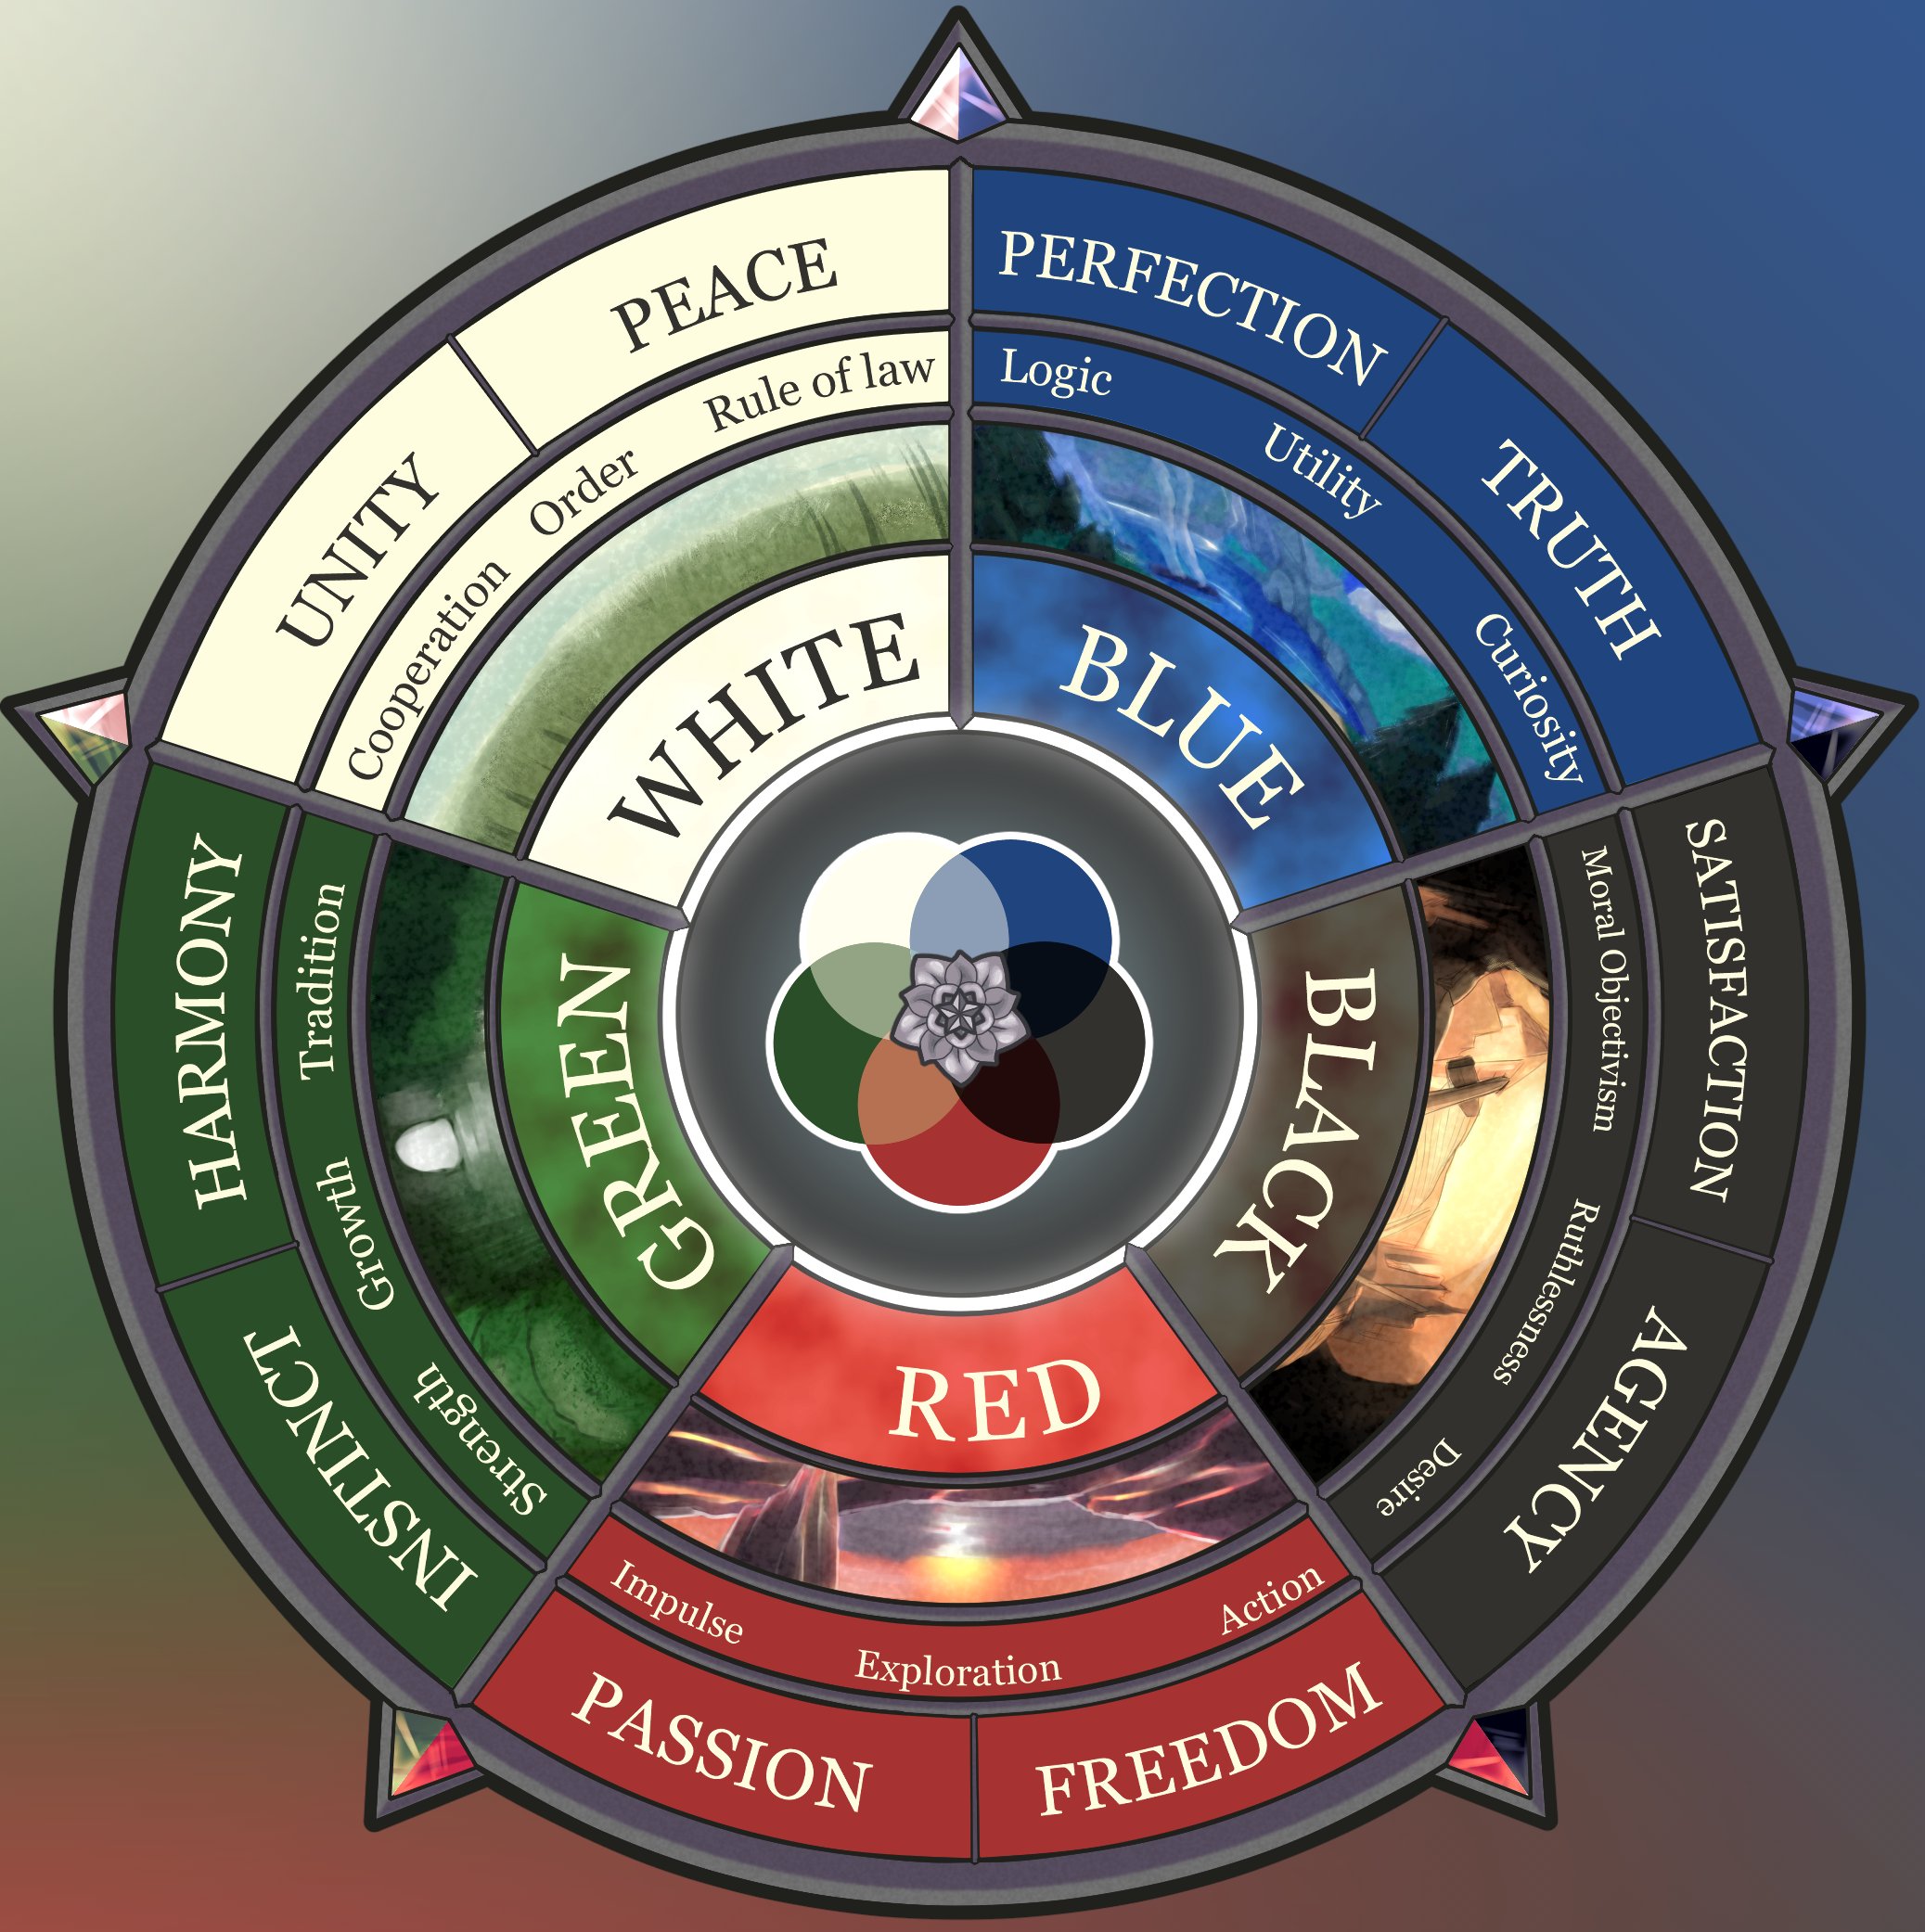 PEACE
UNITY
Rule of law
Order
Cooperation
WHITE
PERFECTION
TRUTH
Logic
Utility
Curiosity
BLUE
SATISFACTION
AGENCY
Moral Objectivism
Ruthlessness
Desire
BLACK
RED
Impulse
Exploration
Action
PASSION
FREEDOM
HARMONY
INSTINCT
Tradition
Growth
Strength
GREEN